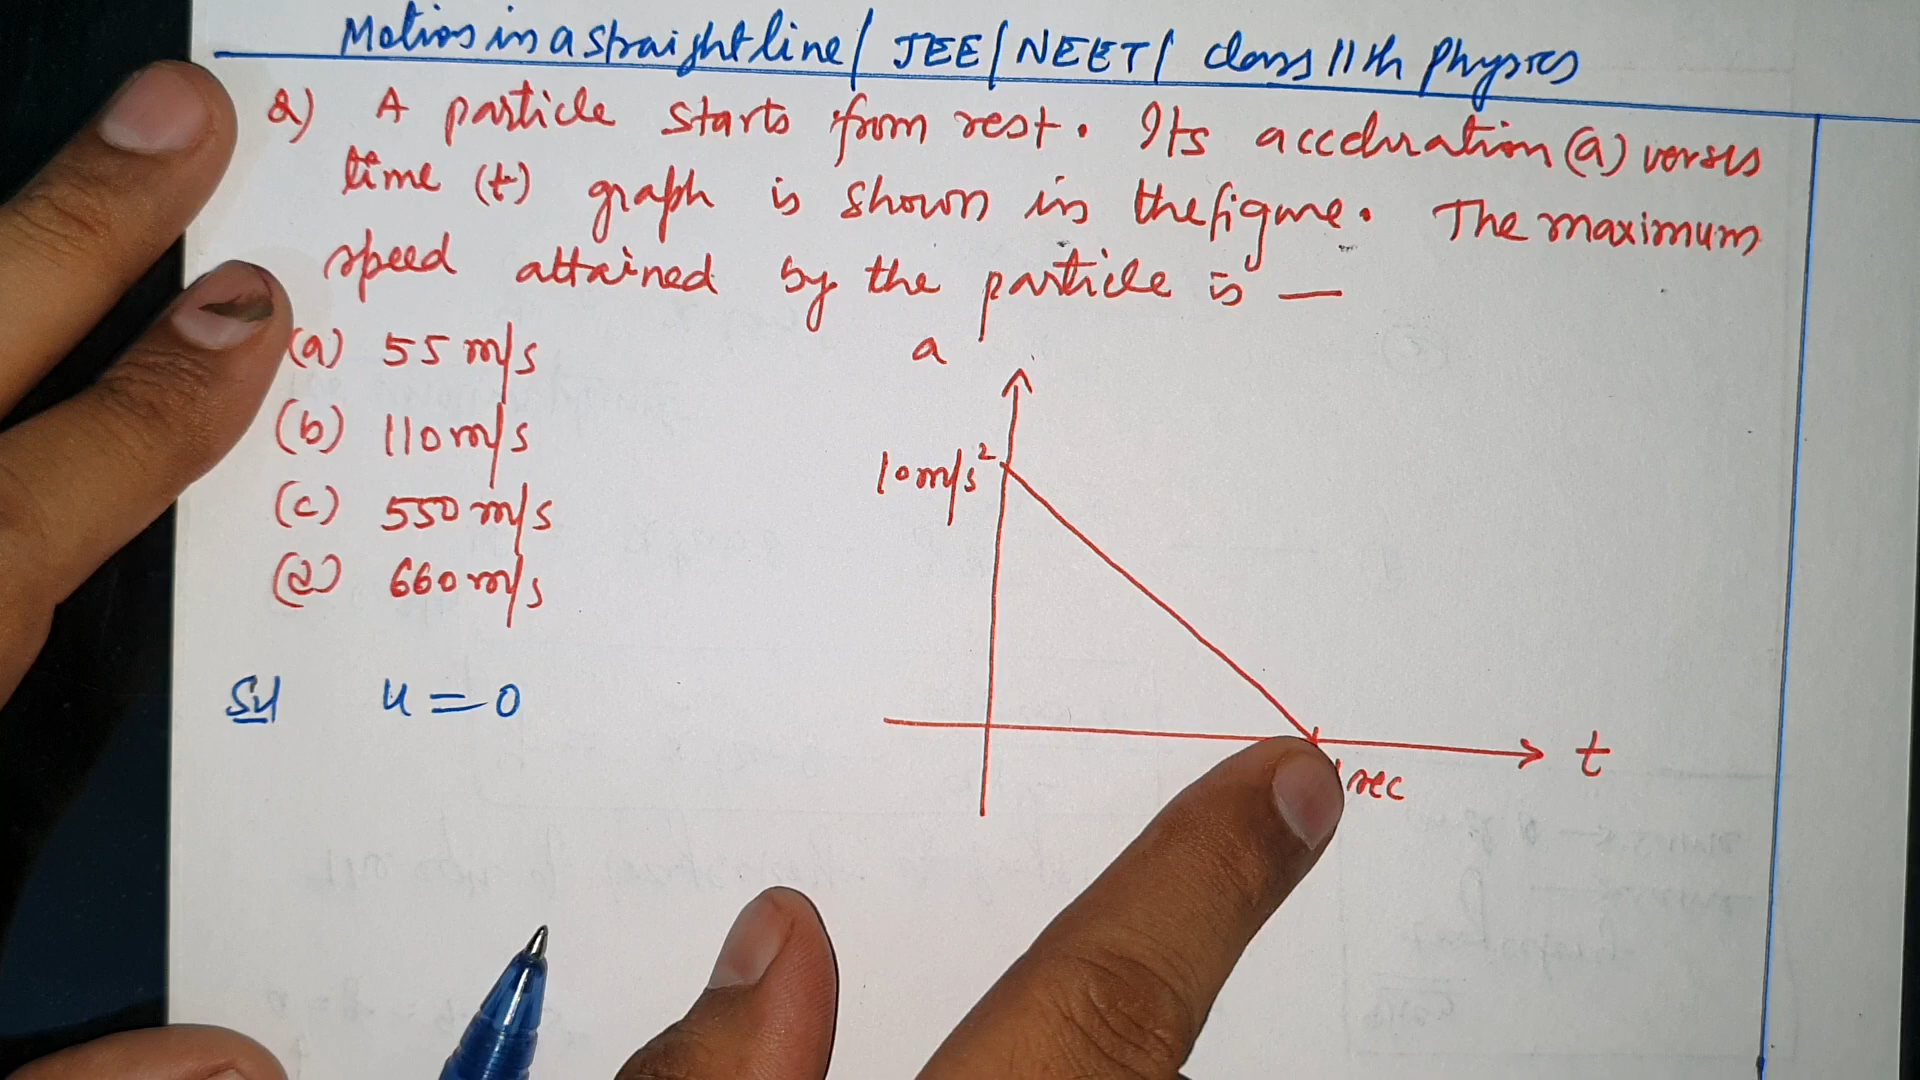 Motion in a straight line/ JEE/NEET/ class 11th Physics
Q) A particle starts from rest. Its acceleration (a) verses
time (t) graph is shown in the figure. The maximum
speed attained by the particle is —
(a) 55 m/s
(b) 110 m/s
(c) 550 m/s
(d) 660 m/s
a
10 m/s²
t
sec
Sol u = 0